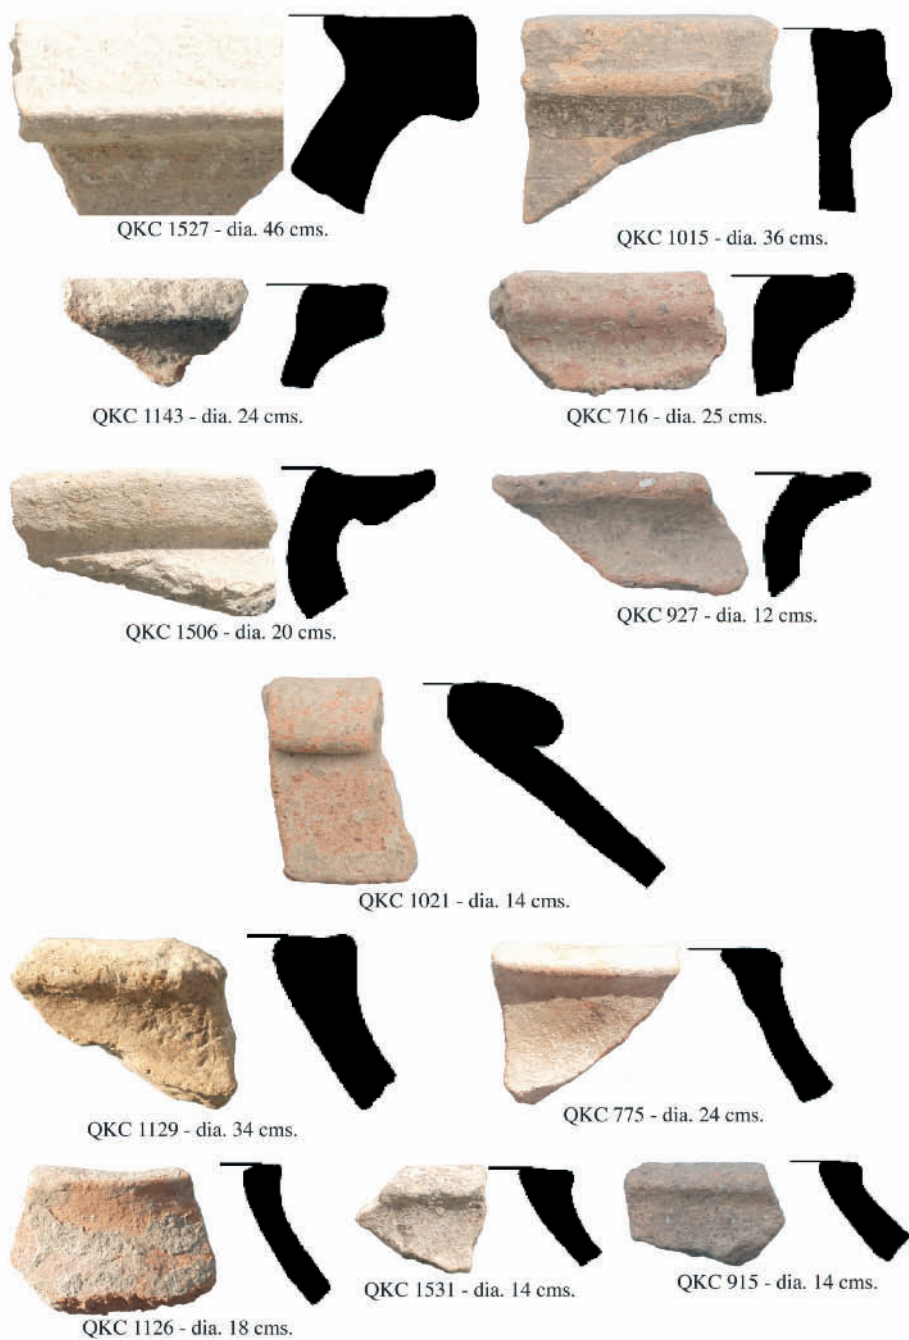 QKC 1527 - dia. 46 cms.
QKC 1015 - dia. 36 cms.
QKC 1143 - dia. 24 cms.
QKC 716 - dia. 25 cms.
QKC 1506 - dia. 20 cms.
QKC 927 - dia. 12 cms.
QKC 1021 - dia. 14 cms.
QKC 1129 - dia. 34 cms.
QKC 775 - dia. 24 cms.
QKC 1126 - dia. 18 cms.
QKC 1531 - dia. 14 cms.
QKC 915 - dia. 14 cms.